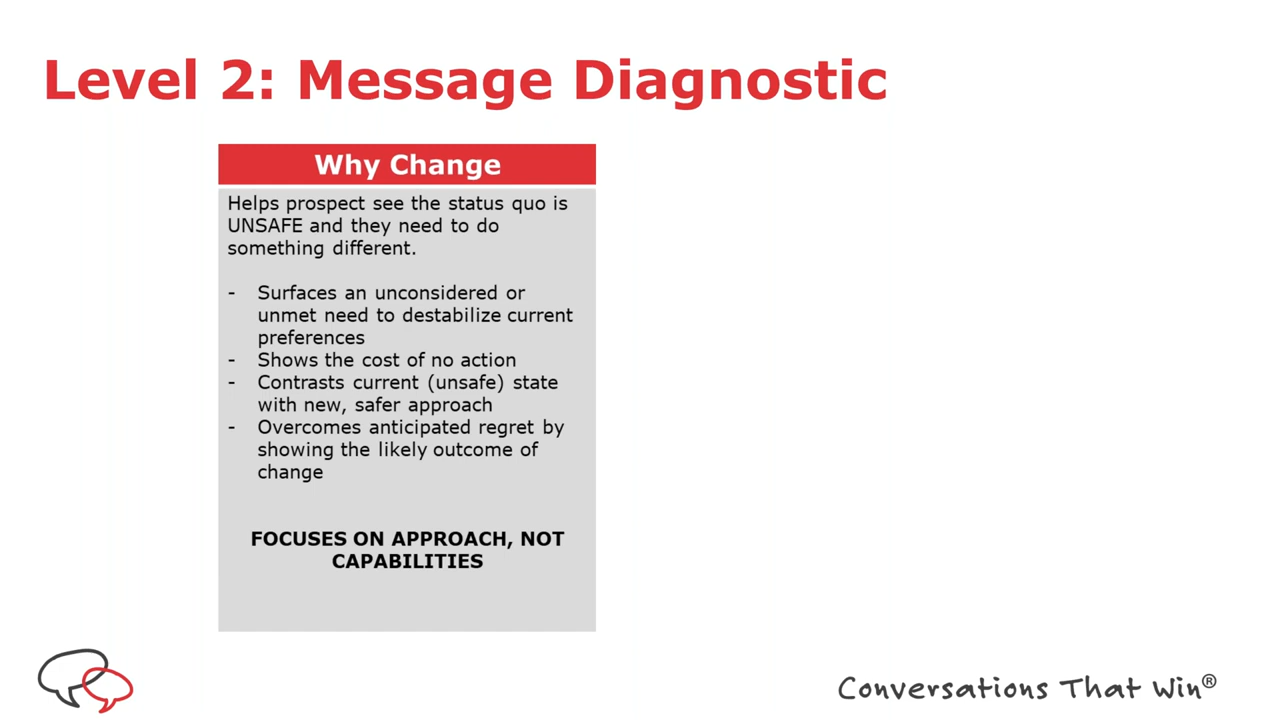 Level 2: Message Diagnostic
Why Change
Helps prospect see the status quo is
UNSAFE and they need to do
something different.
- Surfaces an unconsidered or
unmet need to destabilize current
preferences
- Shows the cost of no action
- Contrasts current (unsafe) state
with new, safer approach
- Overcomes anticipated regret by
showing the likely outcome of
change
FOCUSES ON APPROACH, NOT
CAPABILITIES
Conversations That Win®